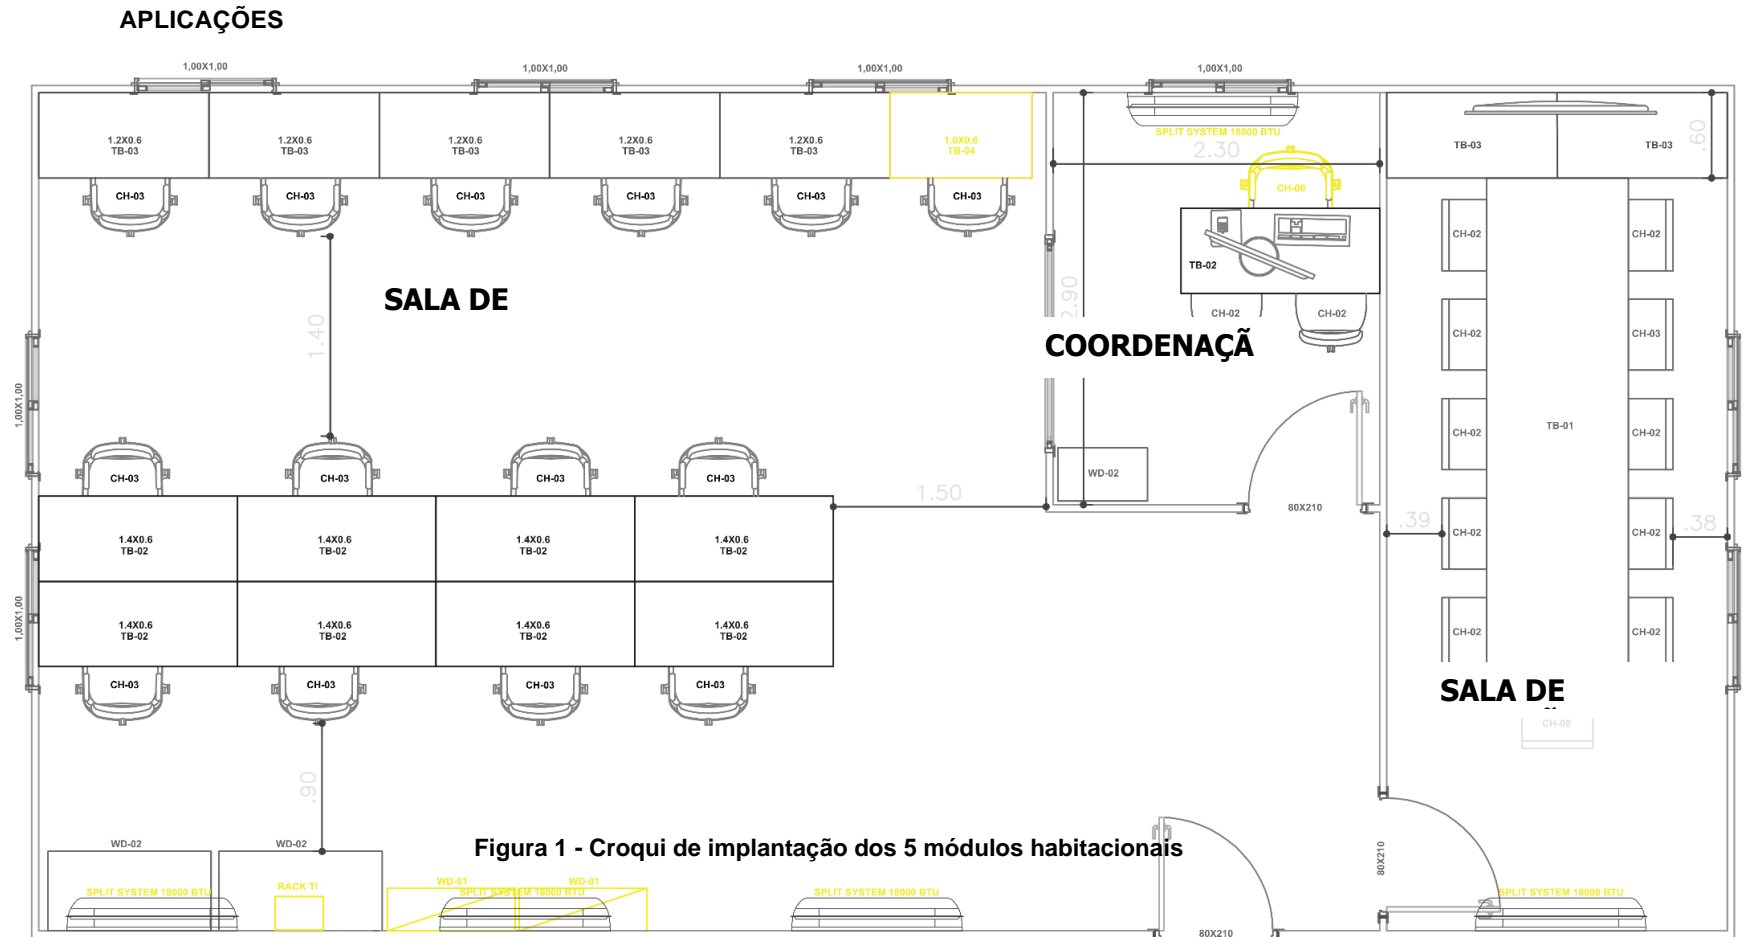 APLICAÇÕES
1,00X1,00
1,00X1,00
1,00X1,00
1,00X1,00
1.2X0.6
TB-03
1.2X0.6
TB-03
1.2X0.6
TB-03
1.2X0.6
TB-03
1.2X0.6
TB-03
1.0X0.6
TB-04
SPLIT SYSTEM 18000 BTU
2.30
TB-03
TB-03
.60
CH-03
CH-03
CH-03
CH-03
CH-03
CH-03
CH-06
CH-02
CH-02
TB-02
SALA DE
1.40
2.90
CH-02
CH-02
CH-02
CH-03
COORDENAÇÃ
1,00X1,00
CH-02
TB-01
CH-02
CH-03
CH-03
CH-03
CH-03
WD-02
1.50
80X210
.39
CH-02
CH-02
.38
1.4X0.6
TB-02
1.4X0.6
TB-02
1.4X0.6
TB-02
1.4X0.6
TB-02
1,00X1,00
1.4X0.6
TB-02
1.4X0.6
TB-02
1.4X0.6
TB-02
1.4X0.6
TB-02
CH-02
CH-02
CH-03
CH-03
CH-03
CH-03
SALA DE
CH-06
.90
WD-02
WD-02
Figura 1 - Croqui de implantação dos 5 módulos habitacionais
80X210
SPLIT SYSTEM 18000 BTU
RACK TI
WD-01
WD-01
SPLIT SYSTEM 18000 BTU
SPLIT SYSTEM 18000 BTU
SPLIT SYSTEM 18000 BTU
80X210